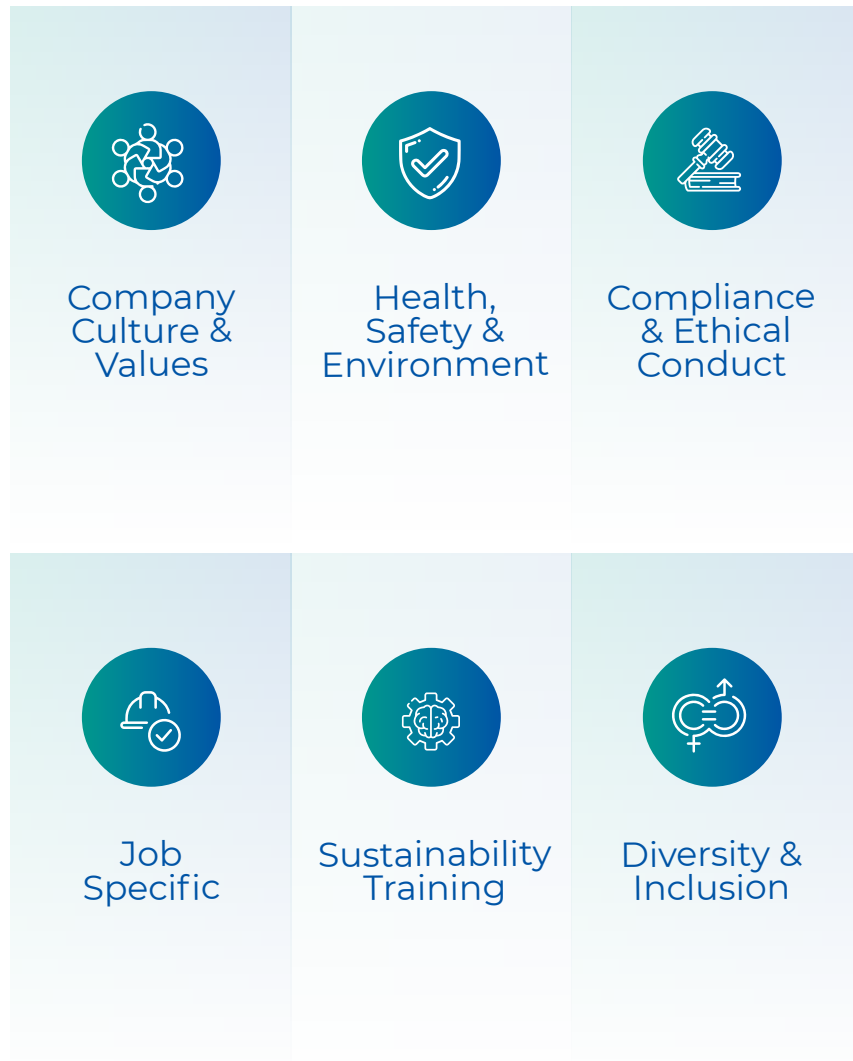 Company
Culture &
Values
Health,
Safety &
Environment
Compliance
& Ethical
Conduct
Job
Specific
Sustainability
Training
Diversity &
Inclusion